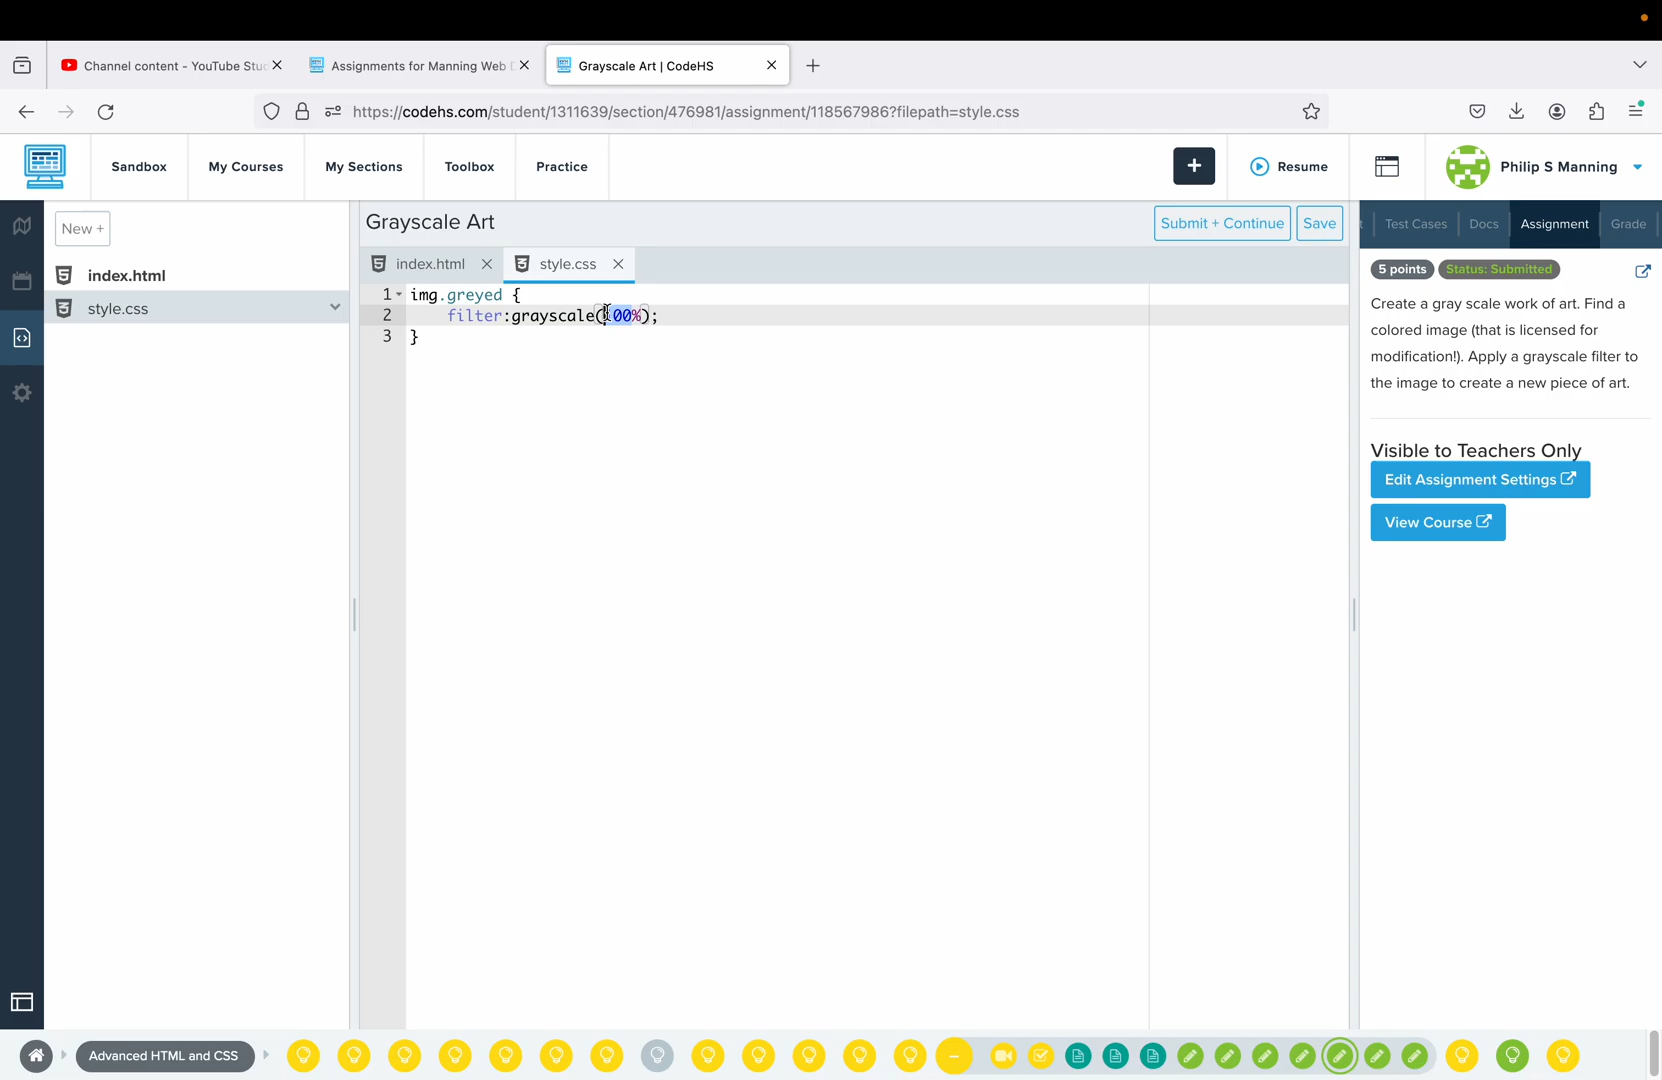 Channel content - YouTube Stu
Assignments for Manning Web D
Grayscale Art | CodeHS
https://codehs.com/student/1311639/section/476981/assignment/118567986?filepath=style.css
Sandbox
My Courses
My Sections
Toolbox
Practice
+
Resume
Philip S Manning
New +
index.html
style.css
Grayscale Art
Submit + Continue
Save
index.html
style.css
1 img.greyed {
2 filter:grayscale(100%);
3 }
Test Cases
Docs
Assignment
Grade
5 points
Status: Submitted
Create a gray scale work of art. Find a
colored image (that is licensed for
modification!). Apply a grayscale filter to
the image to create a new piece of art.
Visible to Teachers Only
Edit Assignment Settings
View Course
Advanced HTML and CSS